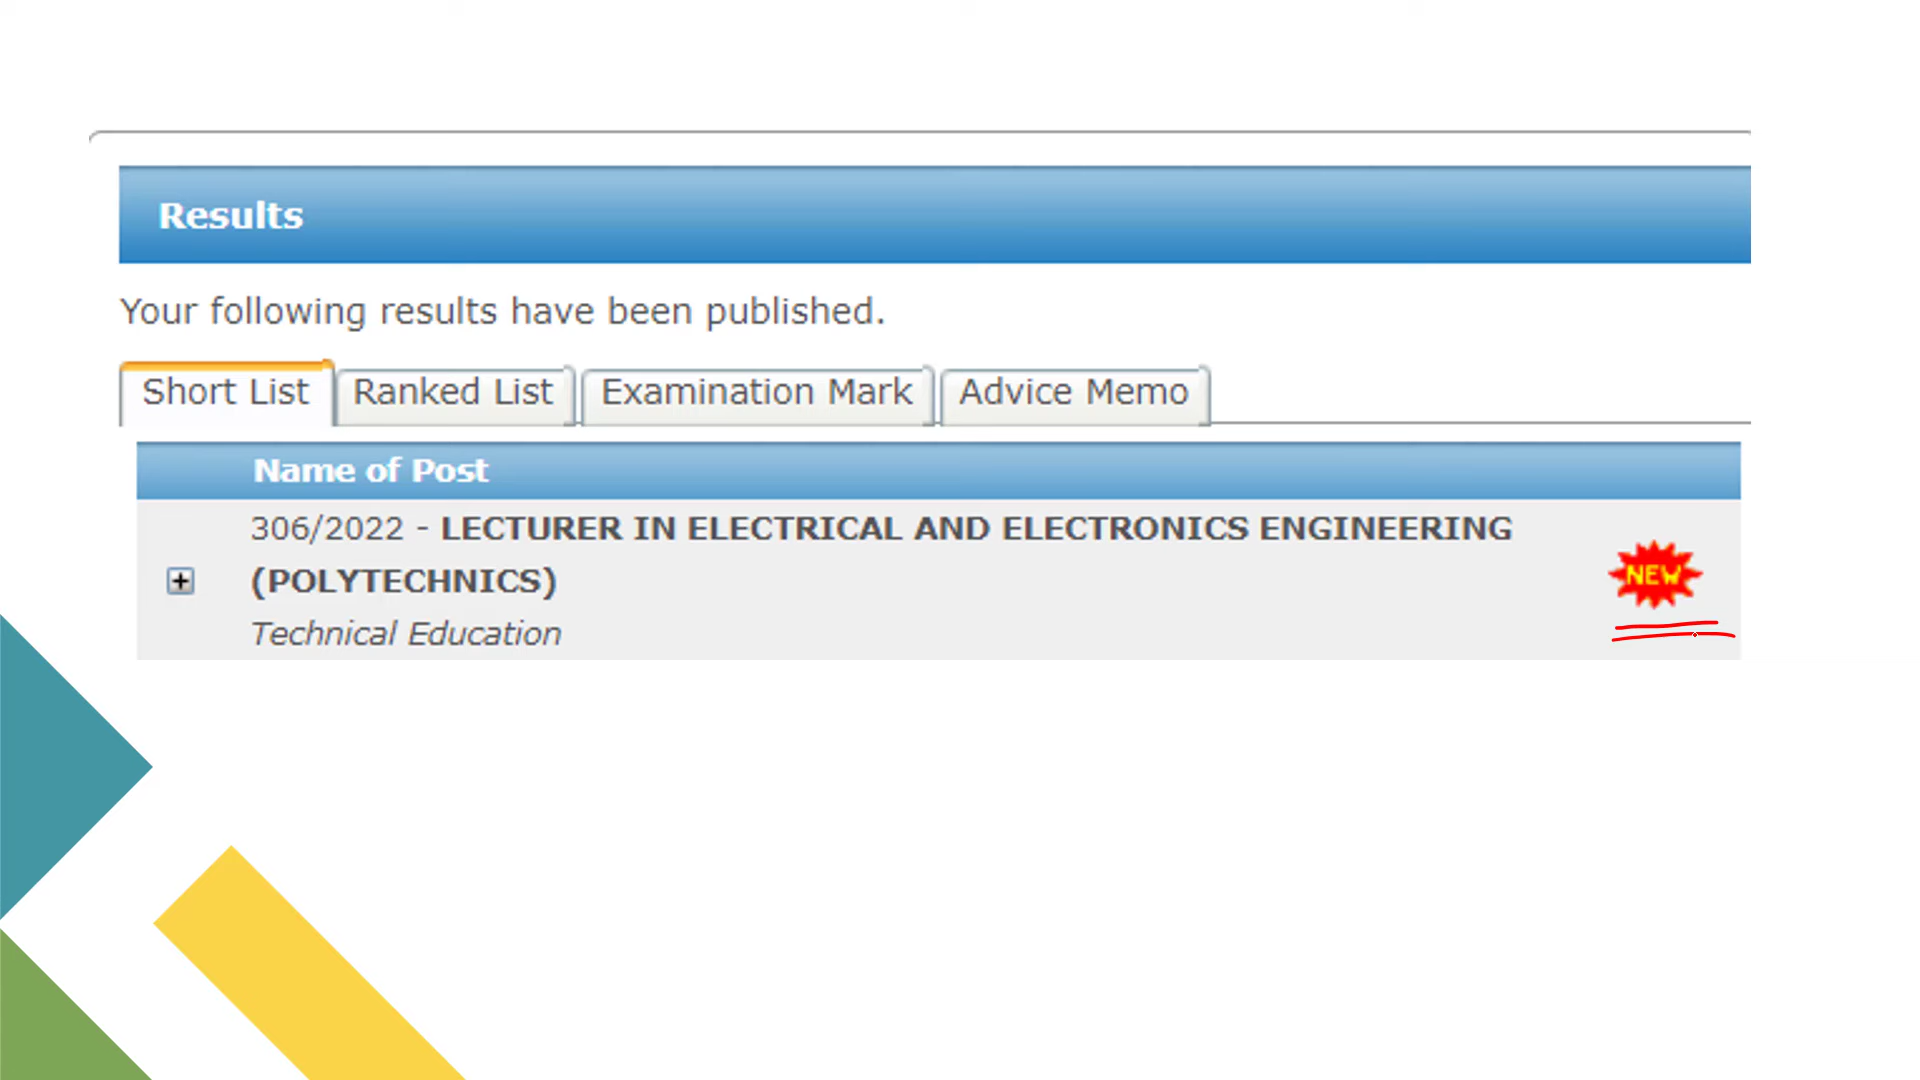 Results
Your following results have been published.
Short List
Ranked List
Examination Mark
Advice Memo
Name of Post
306/2022 - LECTURER IN ELECTRICAL AND ELECTRONICS ENGINEERING
(POLYTECHNICS)
NEW
Technical Education